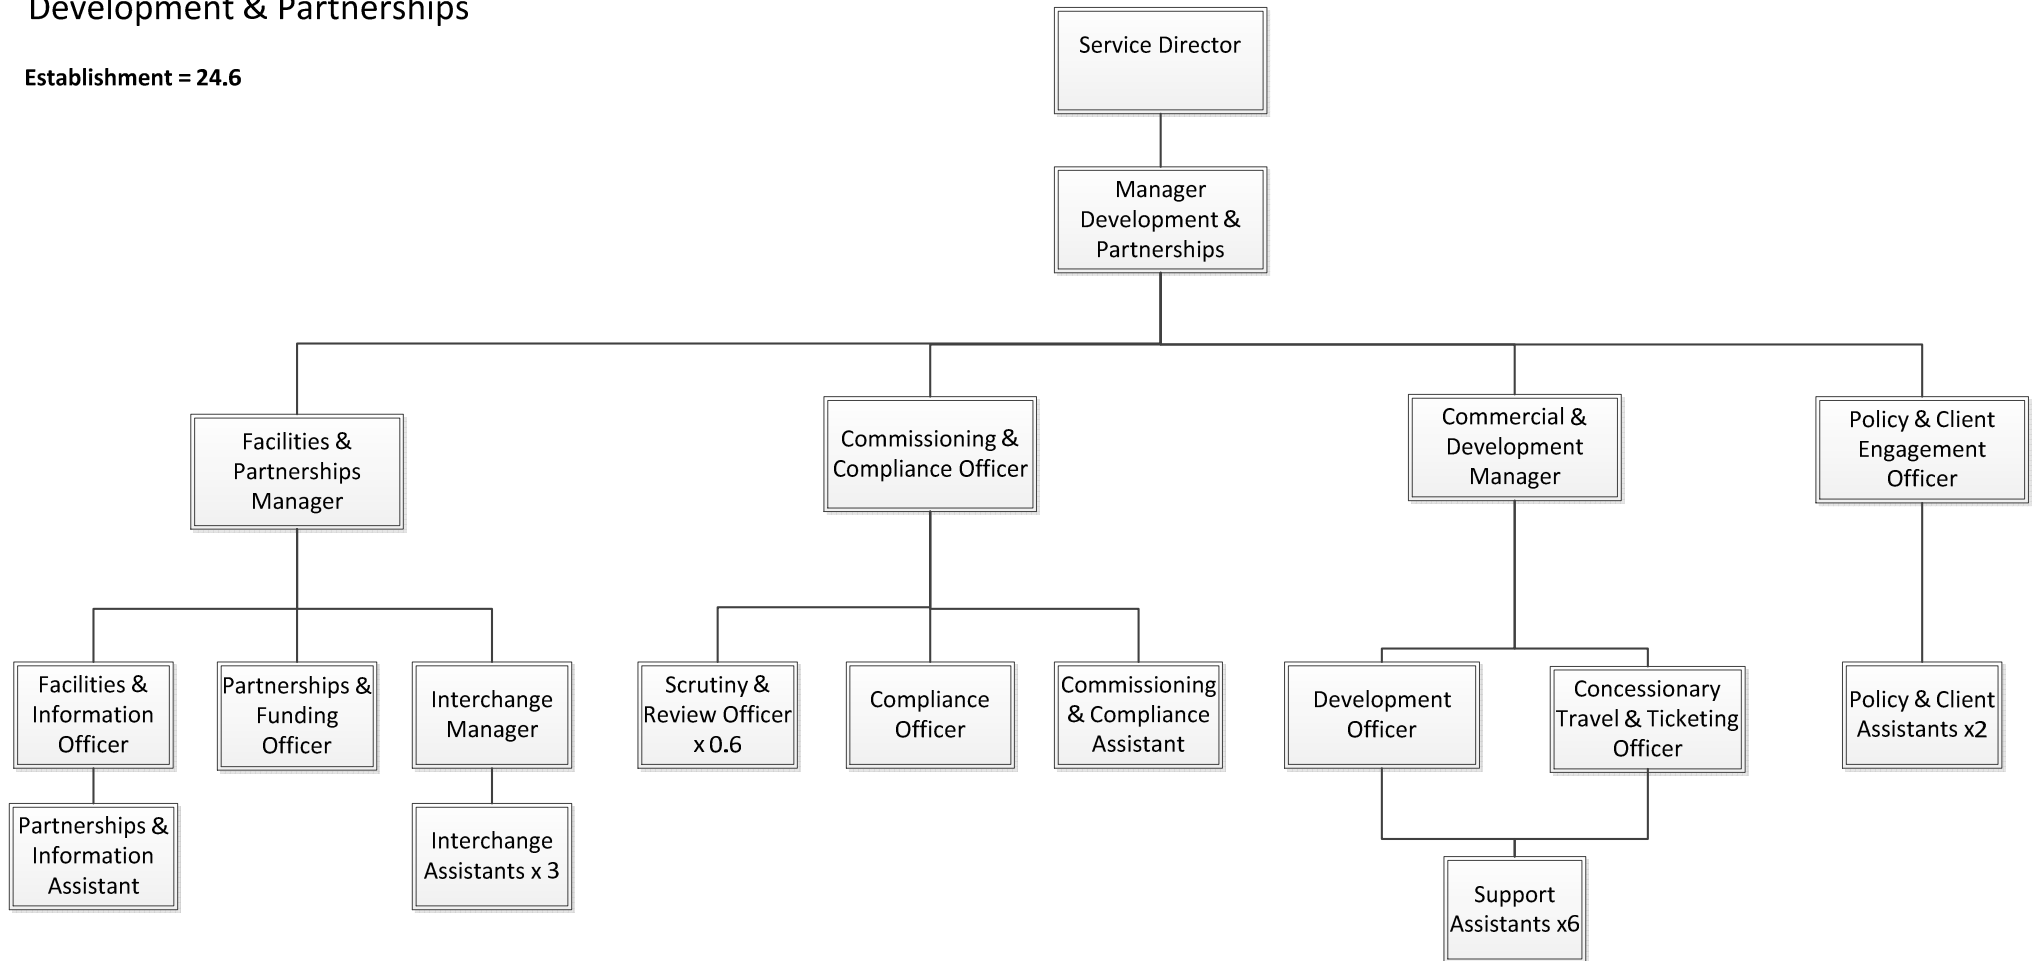 Development & Partnerships
Establishment = 24.6
Service Director
Manager
Development &
Partnerships
Facilities &
Partnerships
Manager
Commissioning &
Compliance Officer
Commercial &
Development
Manager
Policy & Client
Engagement
Officer
Facilities &
Information
Officer
Partnerships &
Funding
Officer
Interchange
Manager
Scrutiny &
Review Officer
x 0.6
Compliance
Officer
Commissioning
& Compliance
Assistant
Development
Officer
Concessionary
Travel & Ticketing
Officer
Policy & Client
Assistants x2
Partnerships &
Information
Assistant
Interchange
Assistants x 3
Support
Assistants x6